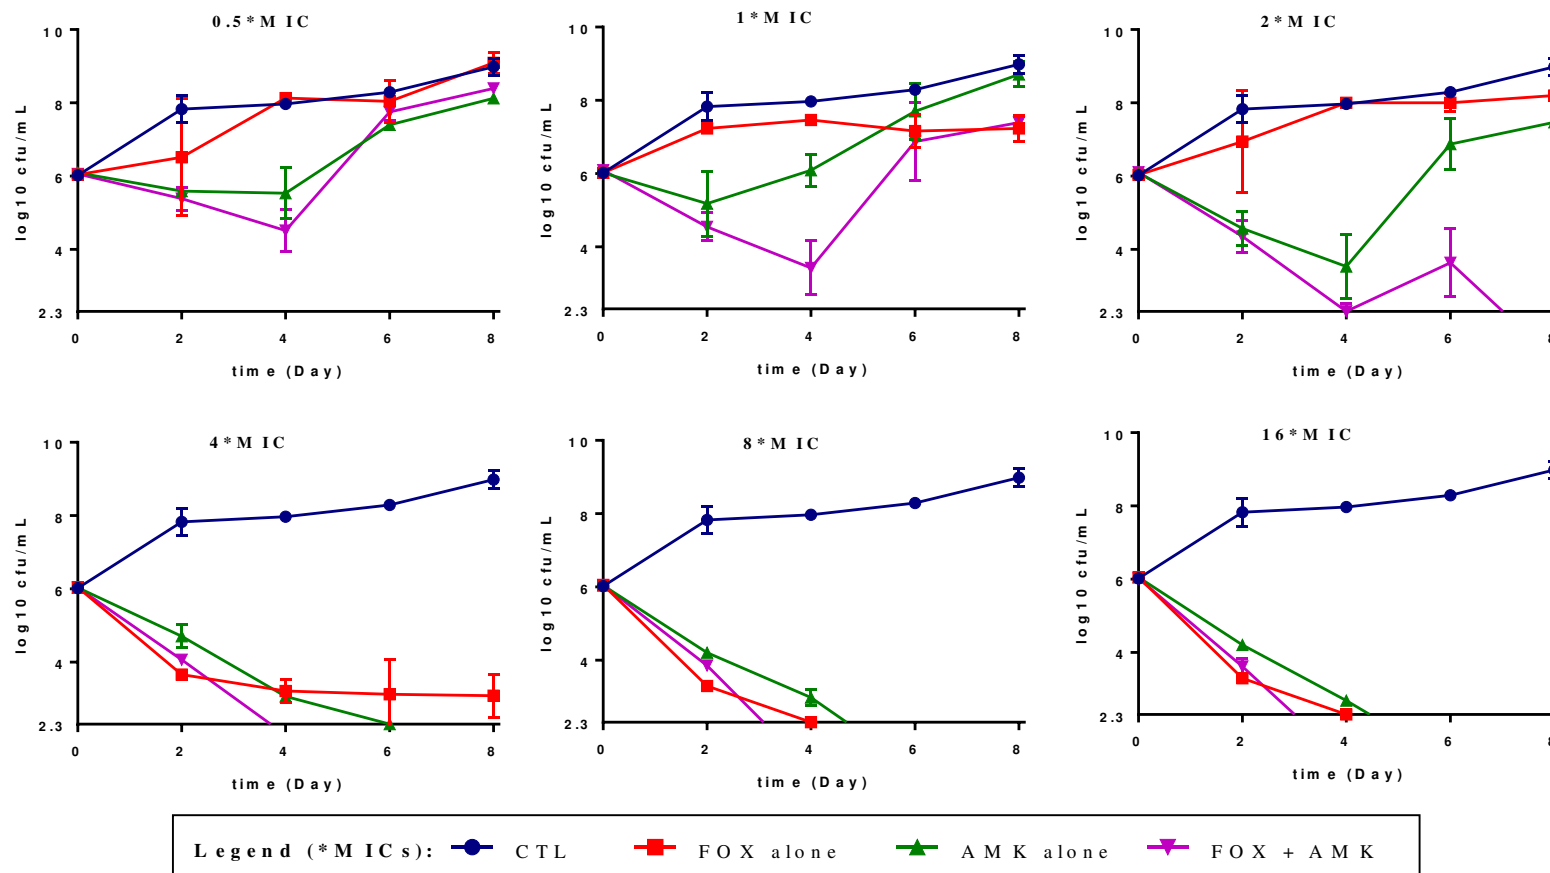 0.5*MIC
10
8
6
4
2.3
log10 cfu/mL
0 2 4 6 8
time (Day)
1*MIC
10
8
6
4
2.3
log10 cfu/mL
0 2 4 6 8
time (Day)
2*MIC
10
8
6
4
2.3
log10 cfu/mL
0 2 4 6 8
time (Day)
4*MIC
10
8
6
4
2.3
log10 cfu/mL
0 2 4 6 8
time (Day)
8*MIC
10
8
6
4
2.3
log10 cfu/mL
0 2 4 6 8
time (Day)
16*MIC
10
8
6
4
2.3
log10 cfu/mL
0 2 4 6 8
time (Day)
Legend (*MICs): CTL FOX alone AMK alone FOX + AMK